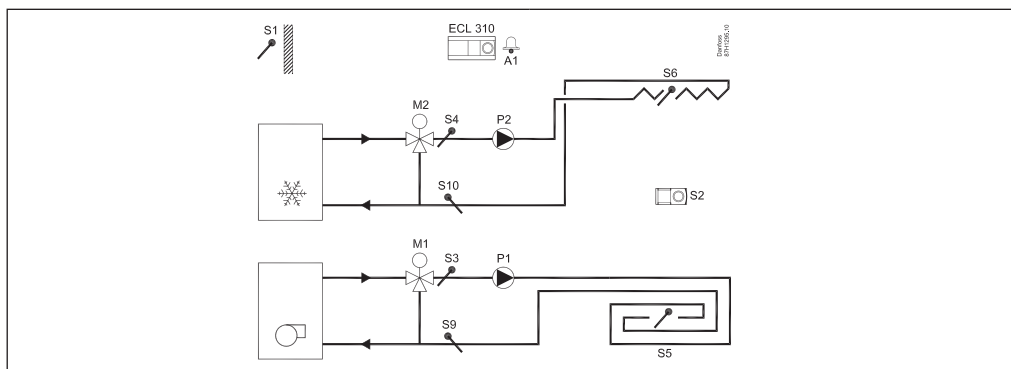 S1
ECL 310
A1
Danfoss
87H1295.10
S6
M2
S4
P2
S10
S2
M1
S3
P1
S9
S5